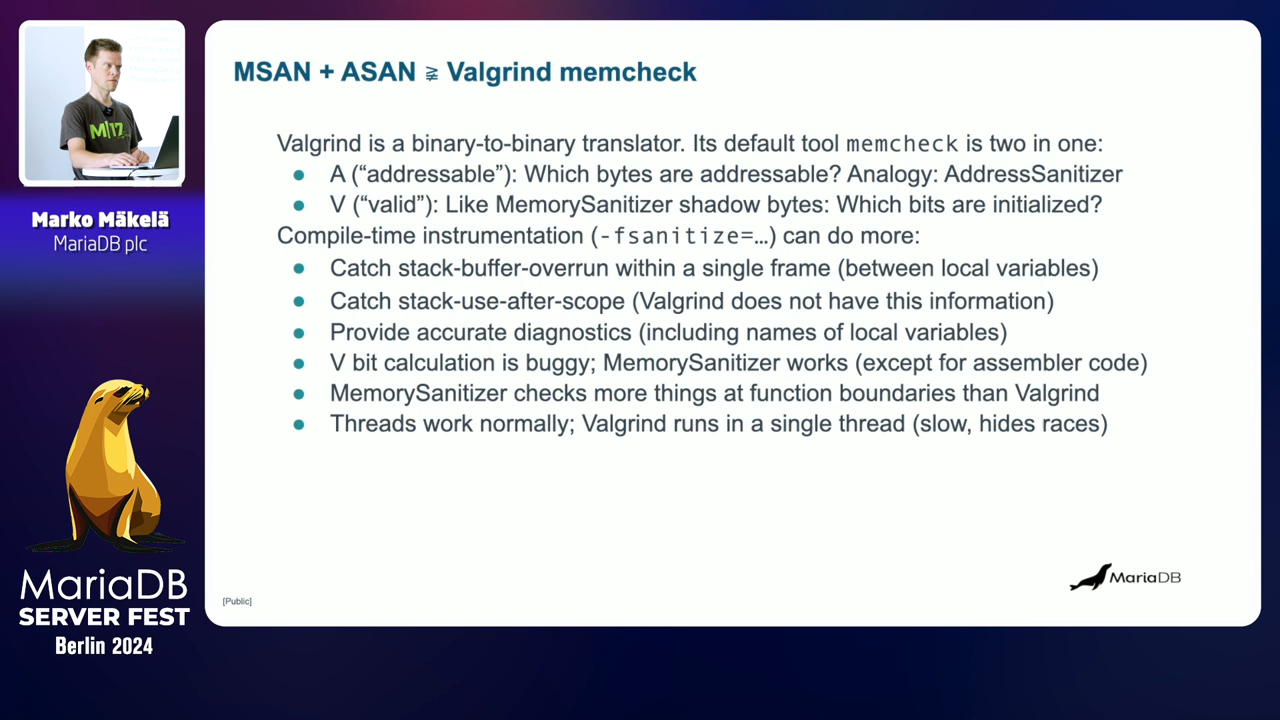 MSAN + ASAN ⪌ Valgrind memcheck
Valgrind is a binary-to-binary translator. Its default tool memcheck is two in one:
● A (“addressable”): Which bytes are addressable? Analogy: AddressSanitizer
● V (“valid”): Like MemorySanitizer shadow bytes: Which bits are initialized?
Compile-time instrumentation (-fsanitize=…) can do more:
● Catch stack-buffer-overrun within a single frame (between local variables)
● Catch stack-use-after-scope (Valgrind does not have this information)
● Provide accurate diagnostics (including names of local variables)
● V bit calculation is buggy; MemorySanitizer works (except for assembler code)
● MemorySanitizer checks more things at function boundaries than Valgrind
● Threads work normally; Valgrind runs in a single thread (slow, hides races)
MariaDB
[Public]
M|17
Marko Mäkelä
MariaDB plc
MariaDB
SERVER FEST
Berlin 2024